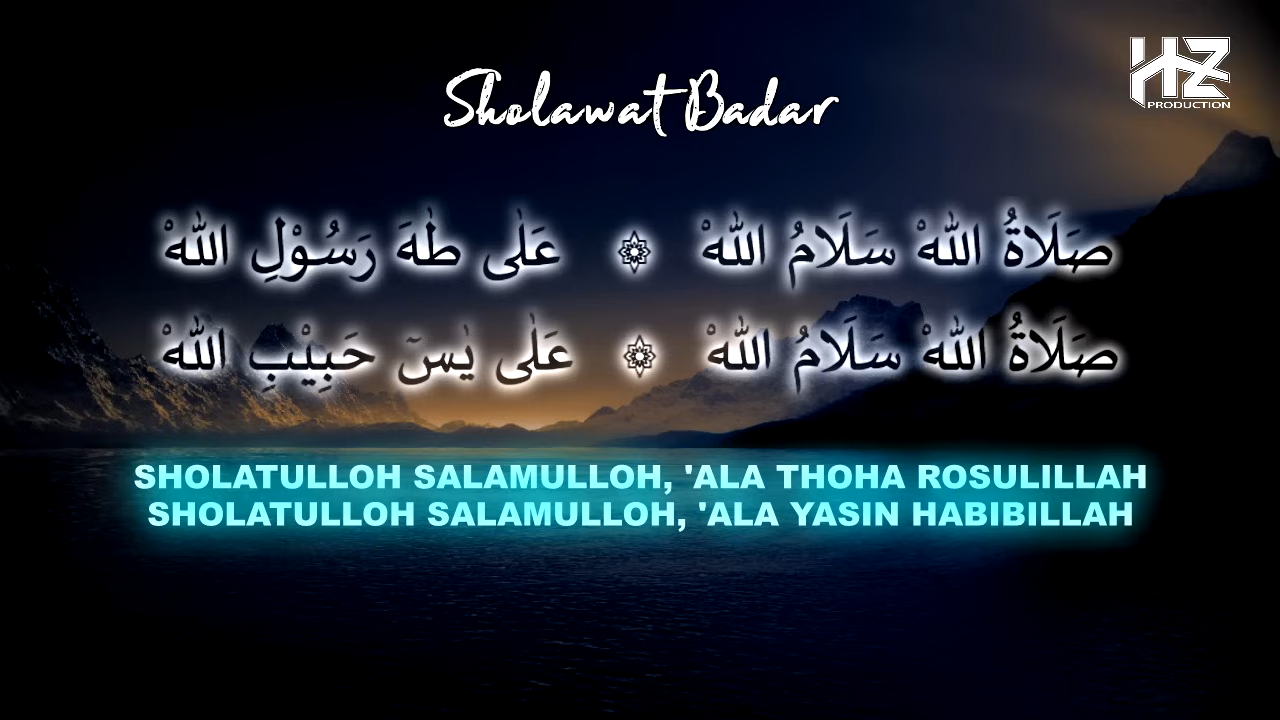 HZ
PRODUCTION
Sholawat Badar
صَلَاةُ اللهْ سَلَامُ اللهْ ۞ عَلٰى طٰهَ رَسُوْلِ اللهْ
صَلَاةُ اللهْ سَلَامُ اللهْ ۞ عَلٰى يٰسٓ حَبِيْبِ اللهْ
SHOLATULLOH SALAMULLOH, 'ALA THOHA ROSULILLAH
SHOLATULLOH SALAMULLOH, 'ALA YASIN HABIBILLAH